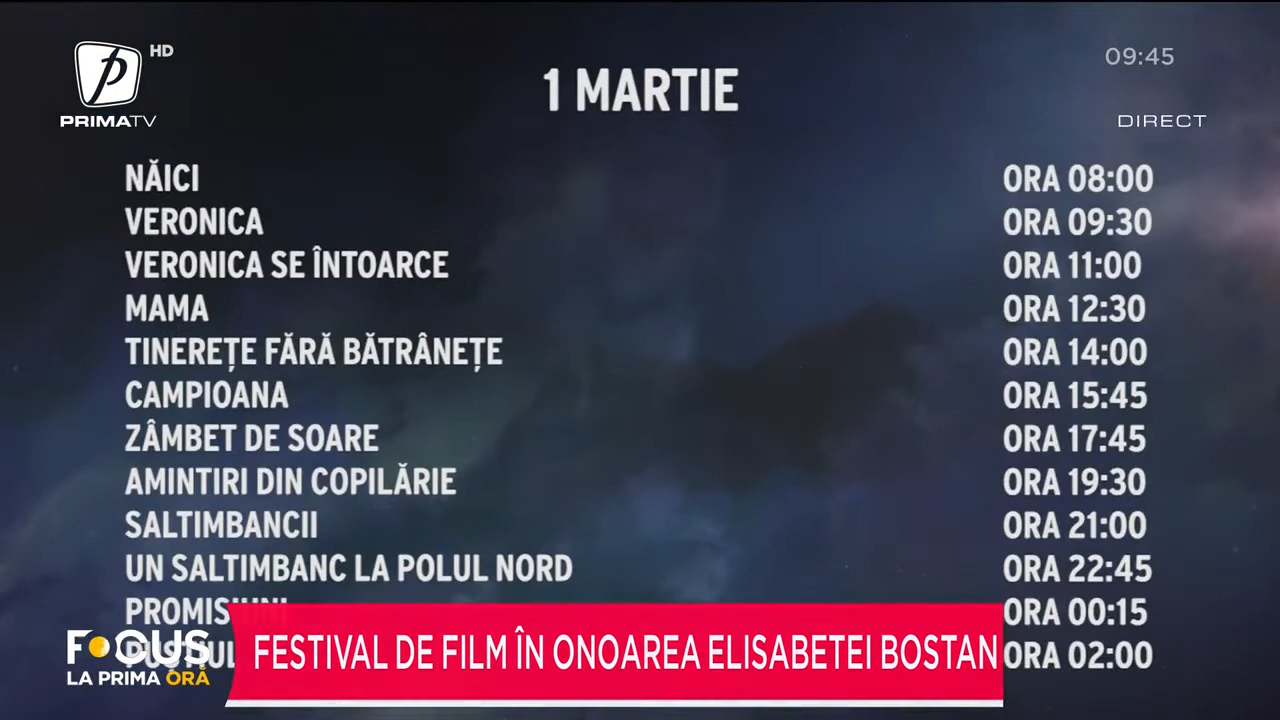 HD
PRIMATV
09:45
DIRECT
1 MARTIE
NĂICI ORA 08:00
VERONICA ORA 09:30
VERONICA SE ÎNTOARCE ORA 11:00
MAMA ORA 12:30
TINEREȚE FĂRĂ BĂTRÂNEȚE ORA 14:00
CAMPIOANA ORA 15:45
ZÂMBET DE SOARE ORA 17:45
AMINTIRI DIN COPILĂRIE ORA 19:30
SALTIMBANCII ORA 21:00
UN SALTIMBANC LA POLUL NORD ORA 22:45
PROMISIUNI ORA 00:15
ORA 02:00
FOCUS
LA PRIMA ORĂ
FESTIVAL DE FILM ÎN ONOAREA ELISABETEI BOSTAN